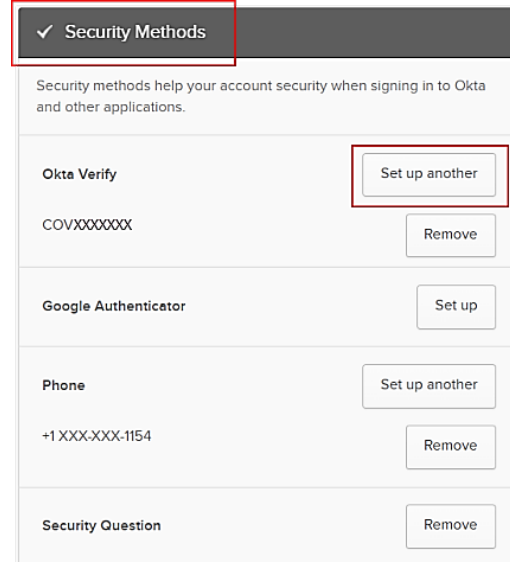 Security Methods
Security methods help your account security when signing in to Okta
and other applications.
Okta Verify
Set up another
COVXXXXXXX
Remove
Google Authenticator
Set up
Phone
Set up another
+1 XXX-XXX-1154
Remove
Security Question
Remove